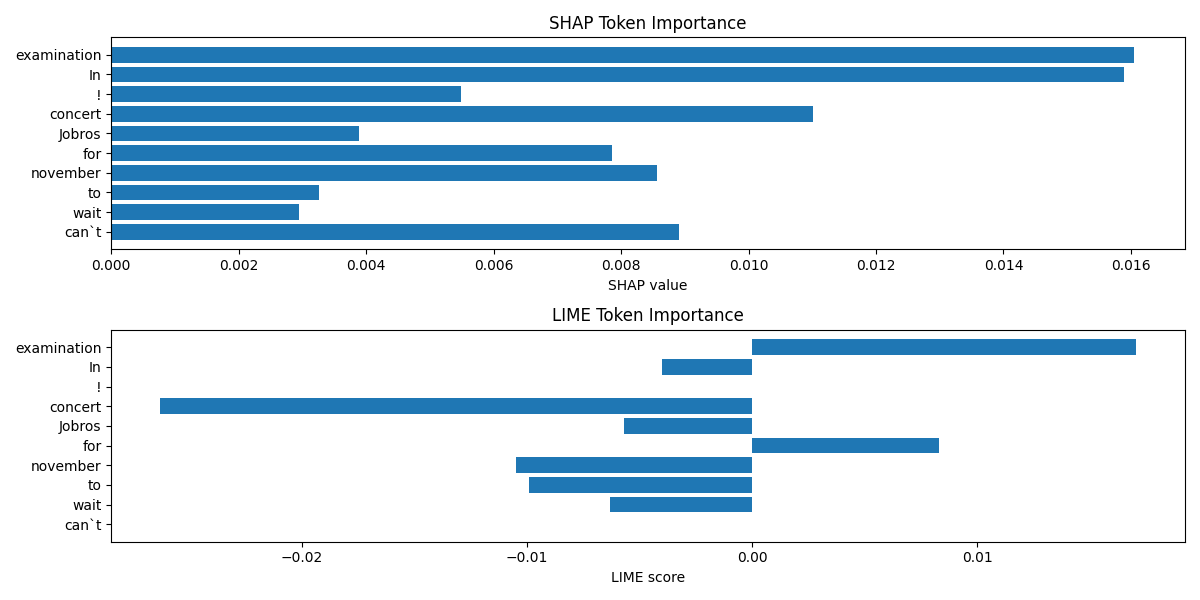 SHAP Token Importance
examination
In
!
concert
Jobros
for
november
to
wait
can`t
0.000 0.002 0.004 0.006 0.008 0.010 0.012 0.014 0.016
SHAP value
LIME Token Importance
examination
In
!
concert
Jobros
for
november
to
wait
can`t
−0.02 −0.01 0.00 0.01
LIME score